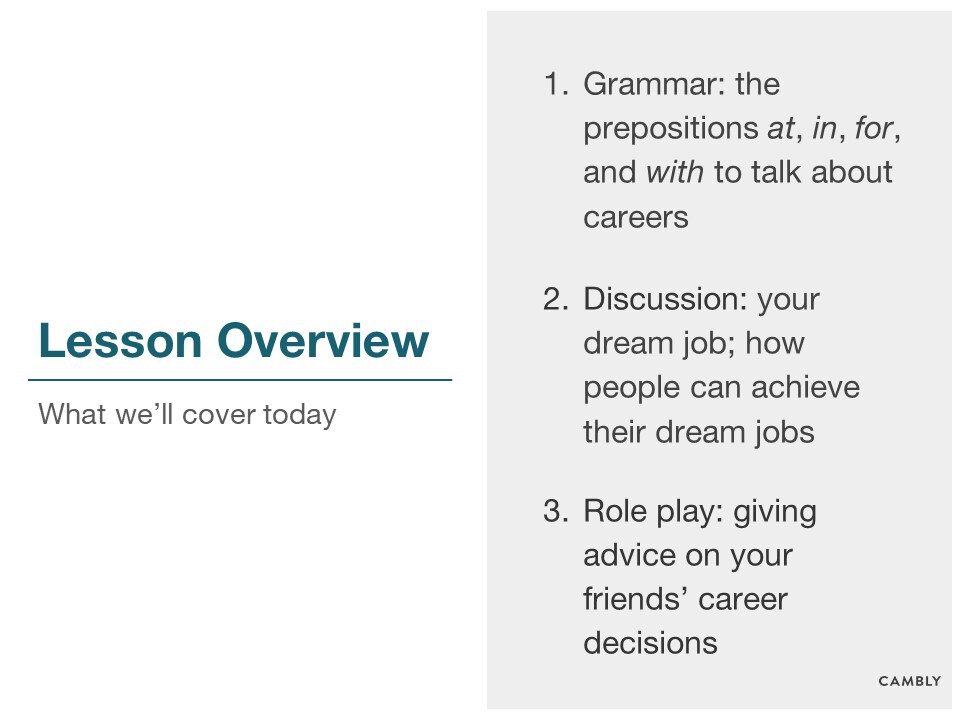 Lesson Overview
What we'll cover today
1. Grammar: the
prepositions at, in, for,
and with to talk about
careers
2. Discussion: your
dream job; how
people can achieve
their dream jobs
3. Role play: giving
advice on your
friends' career
decisions
CAMBLY